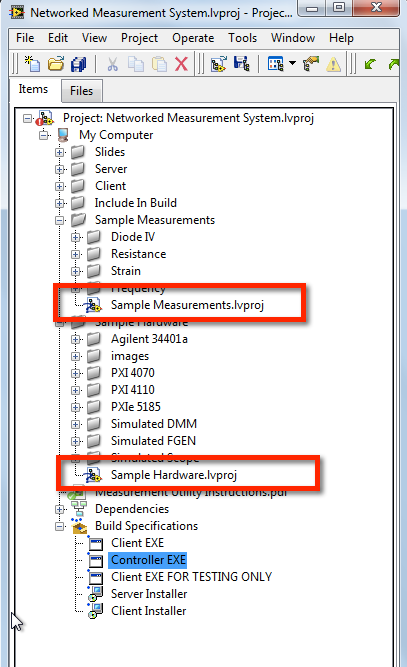 Networked Measurement System.lvproj - Projec...
File Edit View Project Operate Tools Window Help
Items Files
Project: Networked Measurement System.lvproj
My Computer
Slides
Server
Client
Include In Build
Sample Measurements
Diode IV
Resistance
Strain
Frequency
Sample Measurements.lvproj
Sample Hardware
Agilent 34401a
images
PXI 4070
PXI 4110
PXIe 5185
Simulated DMM
Simulated FGEN
Simulated Scope
Sample Hardware.lvproj
Measurement Utility Instructions.pdf
Dependencies
Build Specifications
Client EXE
Controller EXE
Client EXE FOR TESTING ONLY
Server Installer
Client Installer